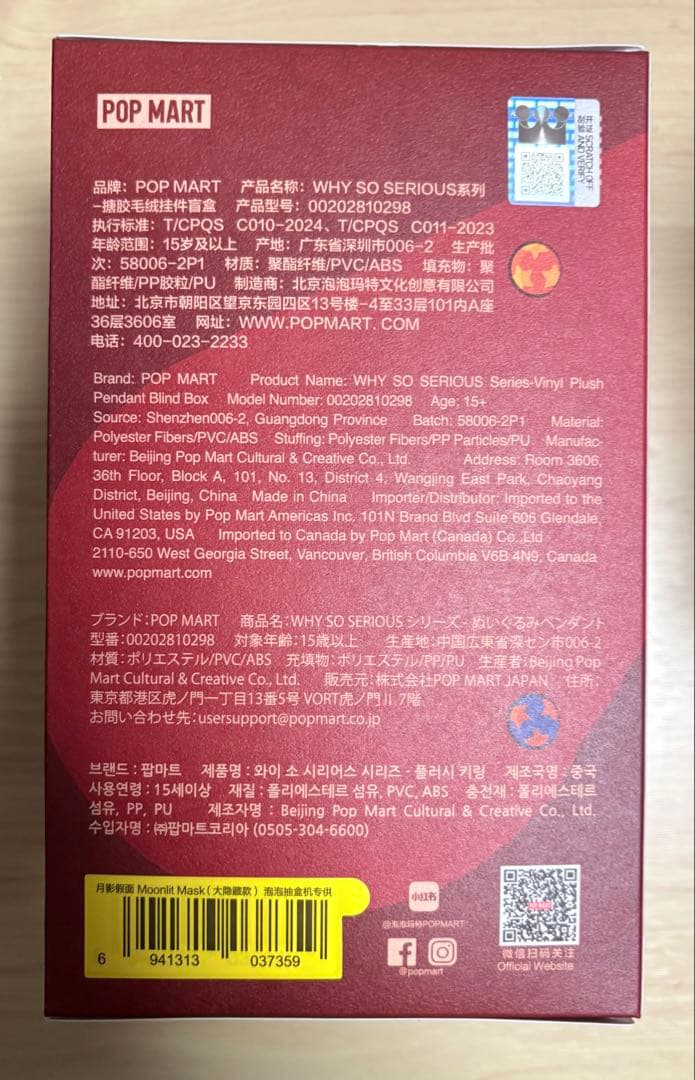 POP MART
开涂层 验真伪
SCRATCH OFF AND VERIFY
品牌: POP MART 产品名称: WHY SO SERIOUS系列
-搪胶毛绒挂件盲盒 产品型号: 00202810298
执行标准: T/CPQS C010-2024、T/CPQS C011-2023
年龄范围: 15岁及以上 产地: 广东省深圳市006-2 生产批
次: 58006-2P1 材质: 聚酯纤维/PVC/ABS 填充物: 聚
酯纤维/PP胶粒/PU 制造商: 北京泡泡玛特文化创意有限公司
地址: 北京市朝阳区望京东园四区13号楼-4至33层101内A座
36层3606室 网址: WWW.POPMART.COM
电话: 400-023-2233
Brand: POP MART Product Name: WHY SO SERIOUS Series-Vinyl Plush
Pendant Blind Box Model Number: 00202810298 Age: 15+
Source: Shenzhen006-2, Guangdong Province Batch: 58006-2P1 Material:
Polyester Fibers/PVC/ABS Stuffing: Polyester Fibers/PP Particles/PU Manufac-
turer: Beijing Pop Mart Cultural & Creative Co., Ltd. Address: Room 3606,
36th Floor, Block A, 101, No. 13, District 4, Wangjing East Park, Chaoyang
District, Beijing, China Made in China Importer/Distributor: Imported to the
United States by Pop Mart Americas Inc, 101N Brand Blvd Suite 606 Glendale,
CA 91203, USA Imported to Canada by Pop Mart (Canada) Co.,Ltd
2110-650 West Georgia Street, Vancouver, British Columbia V6B 4N9, Canada
www.popmart.com
ブランド:POP MART 商品名:WHY SO SERIOUS シリーズ - ぬいぐるみペンダント
型番:00202810298 対象年齢:15歳以上 生産地:中国広東省深セン市006-2
材質:ポリエステル/PVC/ABS 充填物:ポリエステル/PP/PU 生産者:Beijing Pop
Mart Cultural & Creative Co., Ltd. 販売元:株式会社POP MART JAPAN 住所:
東京都港区虎ノ門一丁目13番5号 VORT虎ノ門Ⅱ 7階
お問い合わせ先:usersupport@popmart.co.jp
브랜드 : 팝마트 제품명 : 와이 소 시리어스 시리즈 - 플러시 키링 제조국명 : 중국
사용연령 : 15세이상 재질 : 폴리에스테르 섬유, PVC, ABS 충전재 : 폴리에스테르
섬유, PP, PU 제조자명 : Beijing Pop Mart Cultural & Creative Co., Ltd.
수입자명 : ㈜팝마트코리아 (0505-304-6600)
月影假面 Moonlit Mask(大隐藏款) 泡泡抽盒机专供
6 941313 037359
小红书
@泡泡玛特POPMART
@popmart
微信扫码关注
Official Website